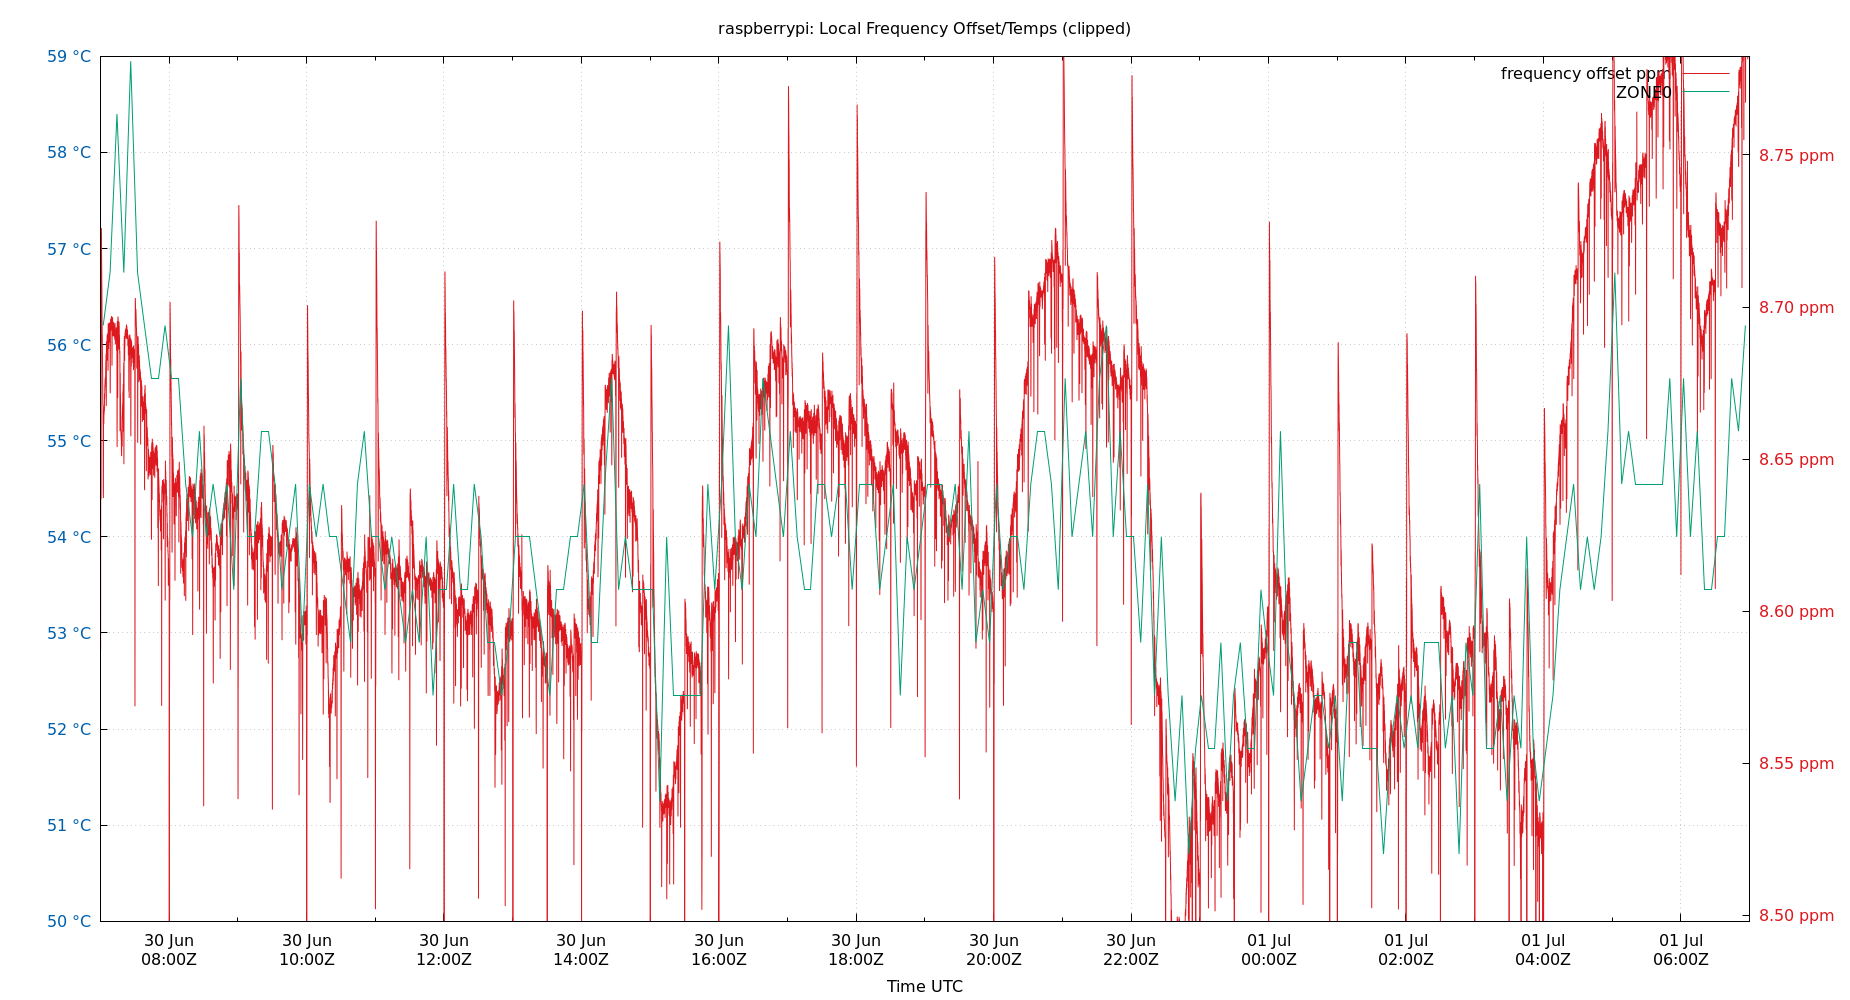 raspberrypi: Local Frequency Offset/Temps (clipped)
frequency offset ppm
ZONE0
59 °C
58 °C
57 °C
56 °C
55 °C
54 °C
53 °C
52 °C
51 °C
50 °C
8.75 ppm
8.70 ppm
8.65 ppm
8.60 ppm
8.55 ppm
8.50 ppm
30 Jun 30 Jun 30 Jun 30 Jun 30 Jun 30 Jun 30 Jun 30 Jun 01 Jul 01 Jul 01 Jul 01 Jul
08:00Z 10:00Z 12:00Z 14:00Z 16:00Z 18:00Z 20:00Z 22:00Z 00:00Z 02:00Z 04:00Z 06:00Z
Time UTC